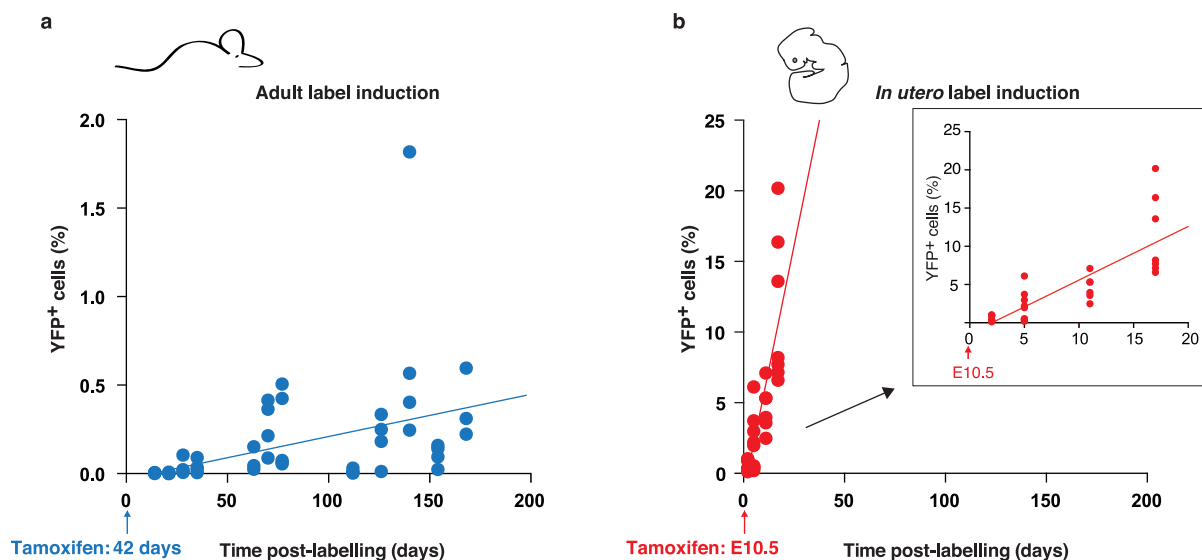 a
Adult label induction
2.0
1.5
1.0
0.5
0.0
YFP+ cells (%)
0
50
100
150
200
Tamoxifen: 42 days
Time post-labelling (days)
b
In utero label induction
25
20
15
10
5
0
YFP+ cells (%)
0
50
100
150
200
Tamoxifen: E10.5
Time post-labelling (days)
25
20
15
10
5
YFP+ cells (%)
0
5
10
15
20
E10.5